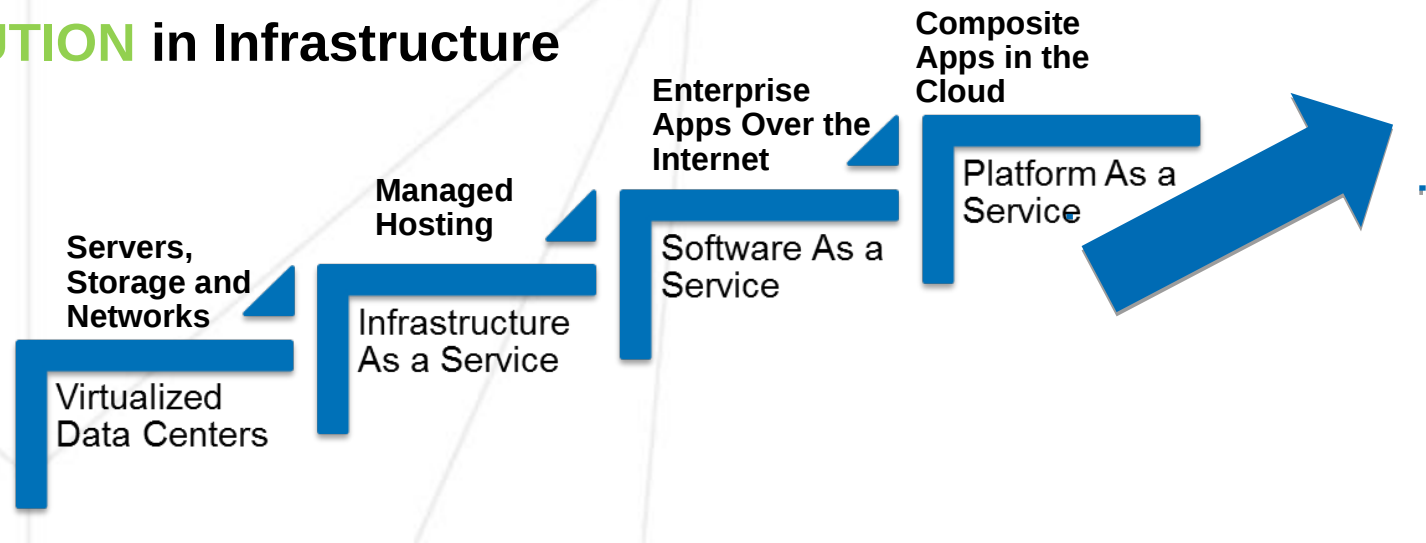 UTION in Infrastructure
Composite
Apps in the
Cloud
Enterprise
Apps Over the
Internet
Platform As a
Service
Managed
Hosting
Software As a
Service
Servers,
Storage and
Networks
Infrastructure
As a Service
Virtualized
Data Centers